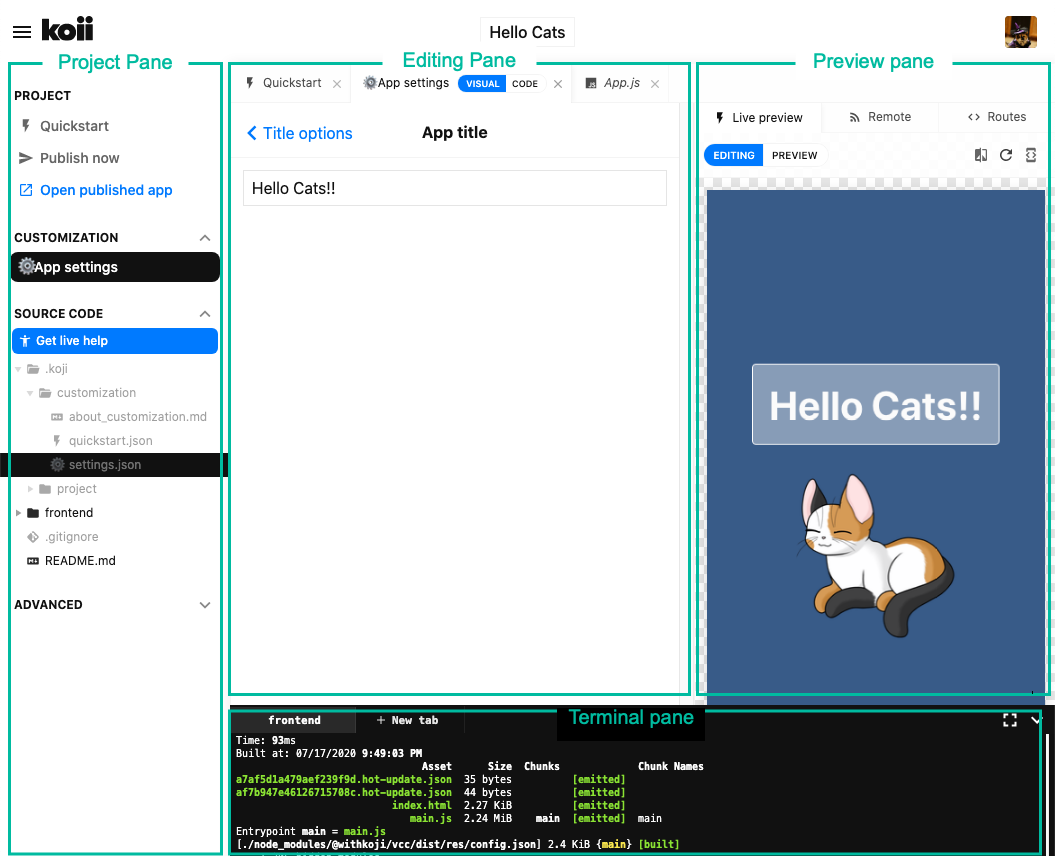 koji
Hello Cats
Project Pane
Editing Pane
Preview pane
PROJECT
Quickstart
Publish now
Open published app
CUSTOMIZATION
App settings
SOURCE CODE
Get live help
.koji
customization
about_customization.md
quickstart.json
settings.json
project
frontend
.gitignore
README.md
ADVANCED
Quickstart
App settings VISUAL CODE
App.js
Title options App title
Hello Cats!!
Live preview Remote Routes
EDITING PREVIEW
Hello Cats!!
Terminal pane
frontend + New tab
Time: 93ms
Built at: 07/17/2020 9:49:03 PM
Asset Size Chunks Chunk Names
a7af5d1a479aef239f9d.hot-update.json 35 bytes [emitted]
af7b947e46126715708c.hot-update.json 44 bytes [emitted]
index.html 2.27 KiB [emitted]
main.js 2.24 MiB main [emitted] main
Entrypoint main = main.js
[./node_modules/@withkoji/vcc/dist/res/config.json] 2.4 KiB {main} [built]